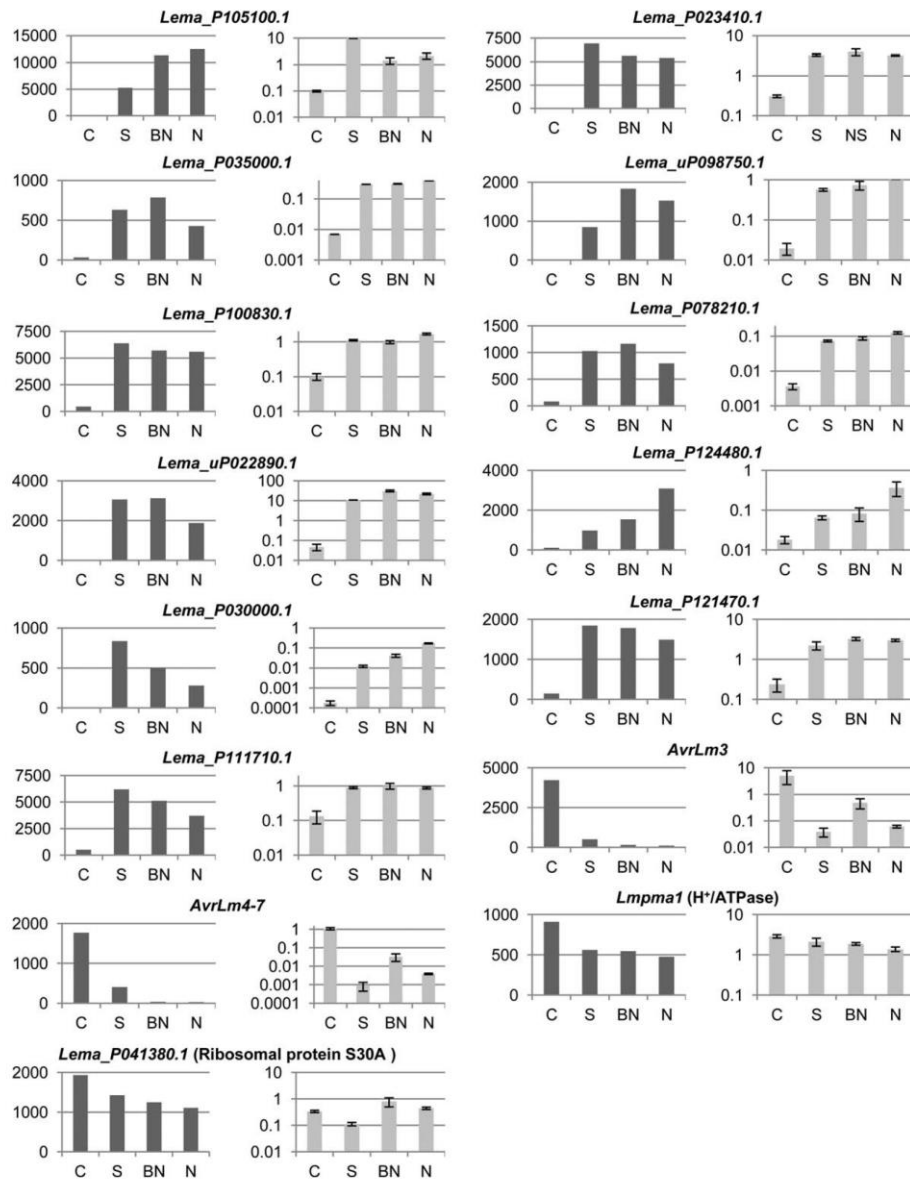 Lema_P105100.1
15000
10000
5000
0
C S BN N
10
1
0.1
0.01
C S BN N
Lema_P023410.1
7500
5000
2500
0
C S BN N
10
1
0.1
C S NS N
Lema_P035000.1
1000
500
0
C S BN N
0.1
0.01
0.001
C S BN N
Lema_uP098750.1
2000
1000
0
C S BN N
1
0.1
0.01
C S BN N
Lema_P100830.1
7500
5000
2500
0
C S BN N
1
0.1
0.01
C S BN N
Lema_P078210.1
1500
1000
500
0
C S BN N
0.1
0.01
0.001
C S BN N
Lema_uP022890.1
4000
2000
0
C S BN N
100
10
1
0.1
0.01
C S BN N
Lema_P124480.1
4000
2000
0
C S BN N
1
0.1
0.01
C S BN N
Lema_P030000.1
1000
500
0
C S BN N
1
0.1
0.01
0.001
0.0001
C S BN N
Lema_P121470.1
2000
1000
0
C S BN N
10
1
0.1
C S BN N
Lema_P111710.1
7500
5000
2500
0
C S BN N
1
0.1
0.01
C S BN N
AvrLm3
5000
2500
0
C S BN N
10
1
0.1
0.01
C S BN N
AvrLm4-7
2000
1000
0
C S BN N
1
0.1
0.01
0.001
0.0001
C S BN N
Lmpma1 (H⁺/ATPase)
1000
500
0
C S BN N
10
1
0.1
C S BN N
Lema_P041380.1 (Ribosomal protein S30A )
2000
1000
0
C S BN N
10
1
0.1
0.01
C S BN N